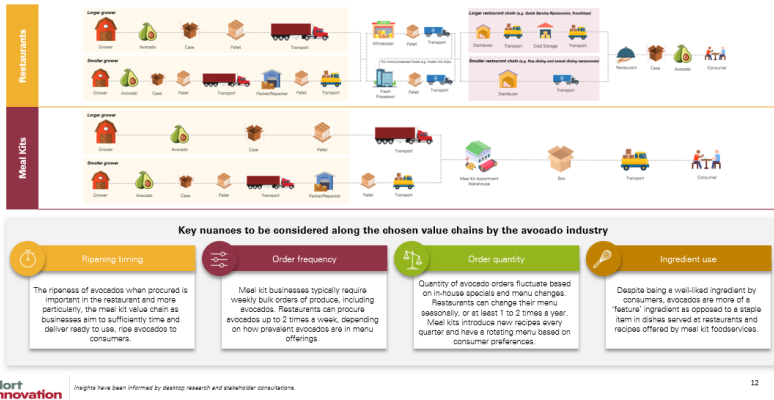 Restaurants
Larger grower
Grower
Avocado
Case
Pallet
Transport
Smaller grower
Grower
Avocado
Case
Pallet
Transport
Packer/Repacker
Pallet
Transport
Wholesaler
Pallet
Transport
Fresh
Processor
Pallet
Transport
Larger restaurant chain (e.g. Quick Service Restaurants, Franchise)
Distributor
Transport
Cold Storage
Transport
Distributor
Transport
Restaurant
Case
Avocado
Consumer
Meal Kits
Larger grower
Grower
Avocado
Case
Pallet
Transport
Smaller grower
Grower
Avocado
Case
Pallet
Transport
Packer/Repacker
Pallet
Transport
Meal Kit Assortment
Warehouse
Box
Transport
Consumer
Key nuances to be considered along the chosen value chains by the avocado industry
Ripening timing
The ripeness of avocados when procured is
important in the restaurant and more
particularly, the meal kit value chain as
businesses aim to sufficiently time and
deliver ready to use, ripe avocados to
consumers.
Order frequency
Meal kit businesses typically require
weekly bulk orders of produce, including
avocados. Restaurants can procure
avocados up to 2 times a week, depending
on how prevalent avocados are in menu
offerings.
Order quantity
Quantity of avocado orders fluctuate based
on in-house specials and menu changes.
Restaurants can change their menu
seasonally, or at least 1 to 2 times a year.
Meal kits introduce new recipes every
quarter and have a rotating menu based on
consumer preferences.
Ingredient use
Despite being a well-liked ingredient by
consumers, avocados are more of a
'feature' ingredient as opposed to a staple
item in dishes served at restaurants and
recipes offered by meal kit foodservices.
Insights have been informed by desktop research and stakeholder consultations.
12